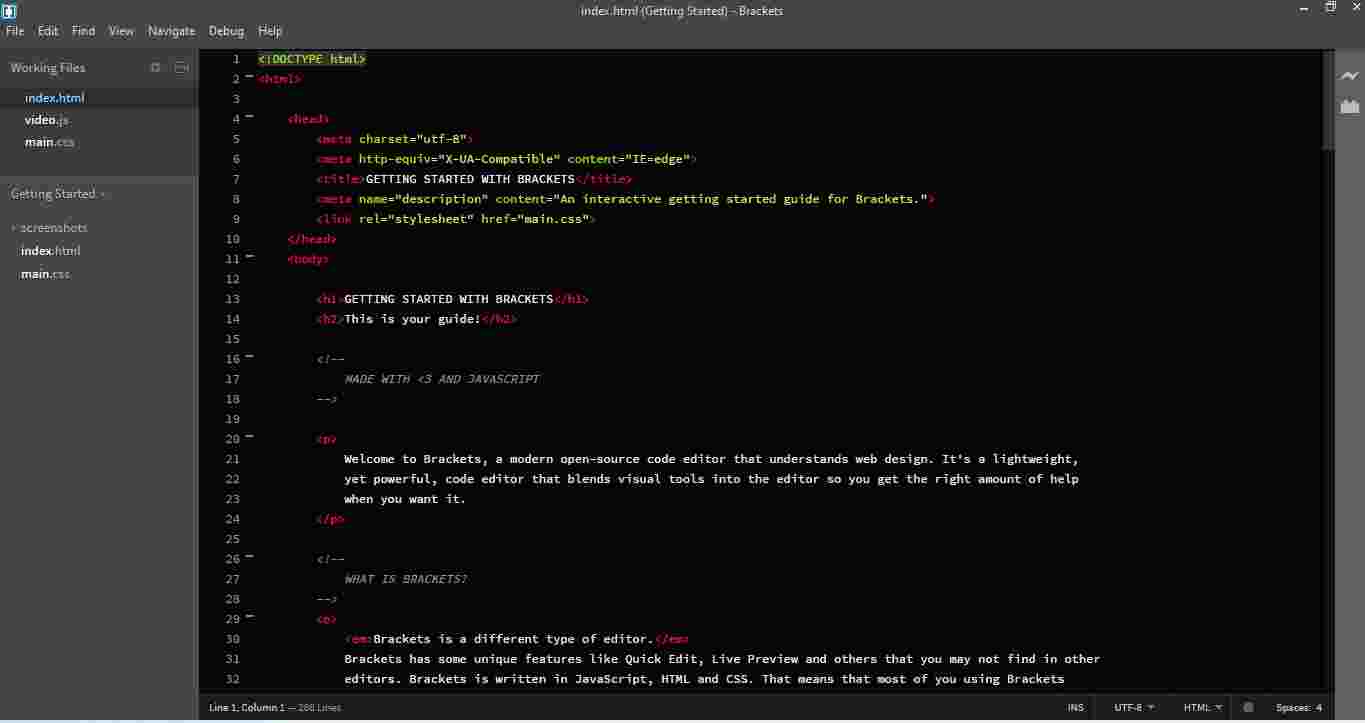 index.html (Getting Started) - Brackets
File Edit Find View Navigate Debug Help
Working Files
index.html
video.js
main.css
Getting Started
screenshots
index.html
main.css
1 <!DOCTYPE html>
2 <html>
3
4 <head>
5 <meta charset="utf-8">
6 <meta http-equiv="X-UA-Compatible" content="IE=edge">
7 <title>GETTING STARTED WITH BRACKETS</title>
8 <meta name="description" content="An interactive getting started guide for Brackets.">
9 <link rel="stylesheet" href="main.css">
10 </head>
11 <body>
12
13 <h1>GETTING STARTED WITH BRACKETS</h1>
14 <h2>This is your guide!</h2>
15
16 <!--
17 MADE WITH <3 AND JAVASCRIPT
18 -->
19
20 <p>
21 Welcome to Brackets, a modern open-source code editor that understands web design. It's a lightweight,
22 yet powerful, code editor that blends visual tools into the editor so you get the right amount of help
23 when you want it.
24 </p>
25
26 <!--
27 WHAT IS BRACKETS?
28 -->
29 <p>
30 <em>Brackets is a different type of editor.</em>
31 Brackets has some unique features like Quick Edit, Live Preview and others that you may not find in other
32 editors. Brackets is written in JavaScript, HTML and CSS. That means that most of you using Brackets
Line 1, Column 1 — 288 Lines
INS UTF-8 HTML Spaces: 4